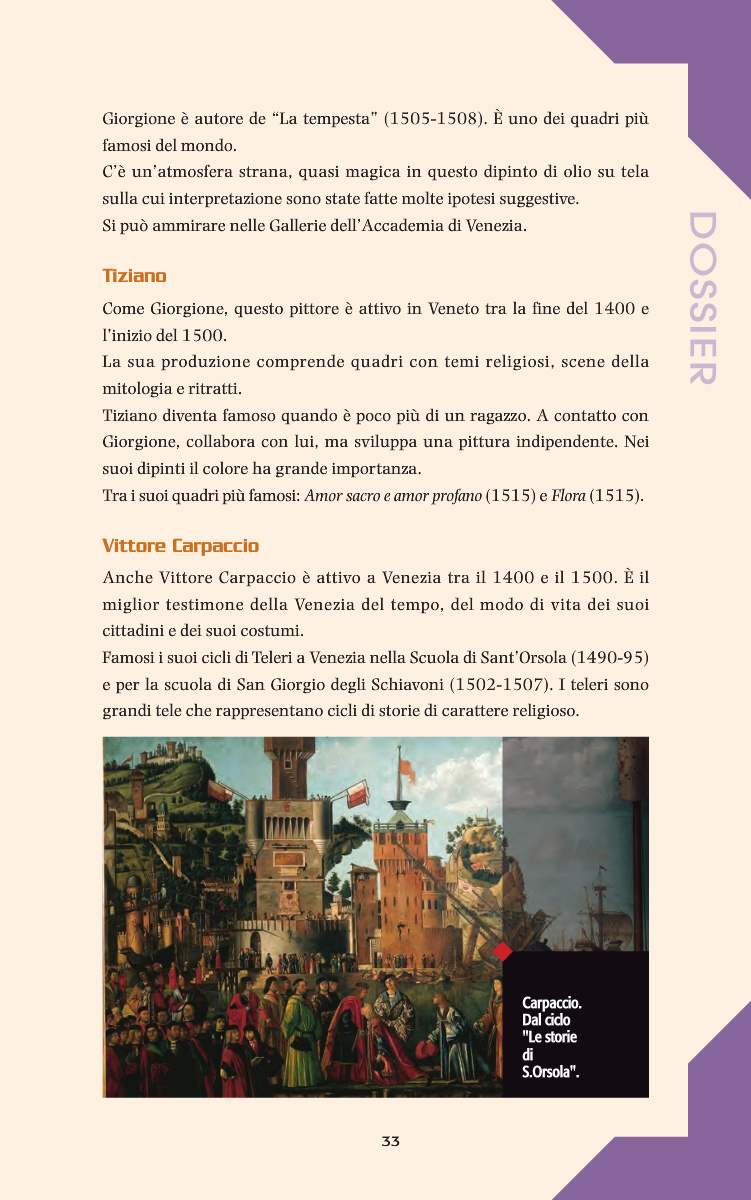 Giorgione è autore de “La tempesta” (1505-1508). È uno dei quadri più
famosi del mondo.
C’è un’atmosfera strana, quasi magica in questo dipinto di olio su tela
sulla cui interpretazione sono state fatte molte ipotesi suggestive.
Si può ammirare nelle Gallerie dell’Accademia di Venezia.
DOSSIER
Tiziano
Come Giorgione, questo pittore è attivo in Veneto tra la fine del 1400 e
l’inizio del 1500.
La sua produzione comprende quadri con temi religiosi, scene della
mitologia e ritratti.
Tiziano diventa famoso quando è poco più di un ragazzo. A contatto con
Giorgione, collabora con lui, ma sviluppa una pittura indipendente. Nei
suoi dipinti il colore ha grande importanza.
Tra i suoi quadri più famosi: Amor sacro e amor profano (1515) e Flora (1515).
Vittore Carpaccio
Anche Vittore Carpaccio è attivo a Venezia tra il 1400 e il 1500. È il
miglior testimone della Venezia del tempo, del modo di vita dei suoi
cittadini e dei suoi costumi.
Famosi i suoi cicli di Teleri a Venezia nella Scuola di Sant’Orsola (1490-95)
e per la scuola di San Giorgio degli Schiavoni (1502-1507). I teleri sono
grandi tele che rappresentano cicli di storie di carattere religioso.
Carpaccio.
Dal ciclo
"Le storie
di
S.Orsola".
33